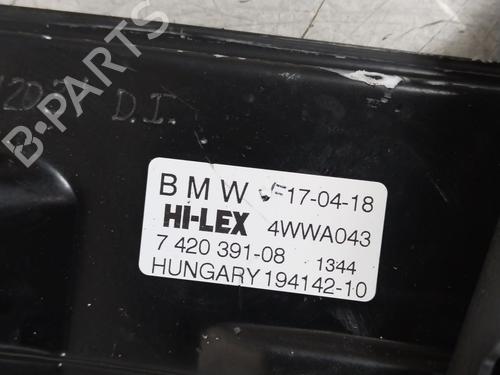 D.I.
BMW 17-04-18
HI-LEX 4WWA043
7 420 391-08 1344
HUNGARY 194142-10
B-PARTS